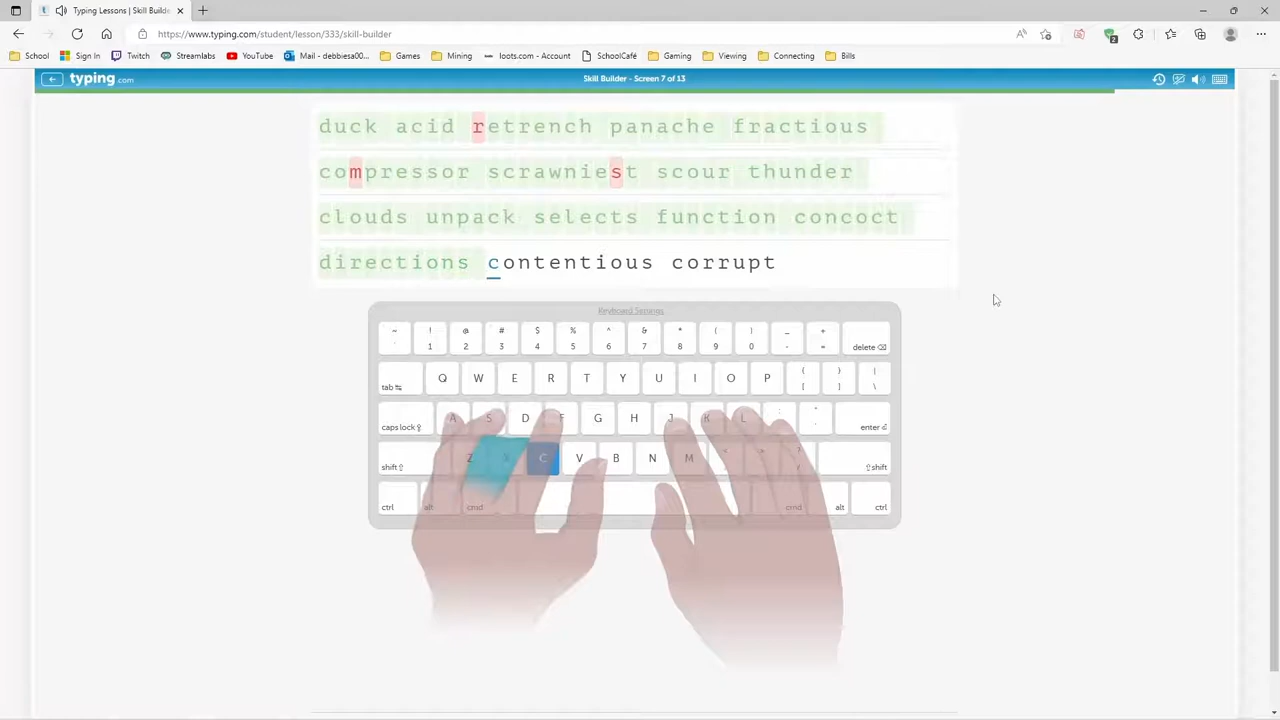 Typing Lessons | Skill Builde
https://www.typing.com/student/lesson/333/skill-builder
School
Sign In
Twitch
Streamlabs
YouTube
Mail - debbiesa00...
Games
Mining
loots.com - Account
SchoolCafé
Gaming
Viewing
Connecting
Bills
typing.com
Skill Builder - Screen 7 of 13
duck acid retrench panache fractious
compressor scrawniest scour thunder
clouds unpack selects function concoct
directions contentious corrupt
Keyboard Settings
~ ! @ # $ % ^ & * ( ) _ +
` 1 2 3 4 5 6 7 8 9 0 - = delete
tab Q W E R T Y U I O P { [ } ] | \
caps lock A S D F G H J K L : ; " ' enter
shift Z X C V B N M < > ? / shift
ctrl alt cmd cmd alt ctrl